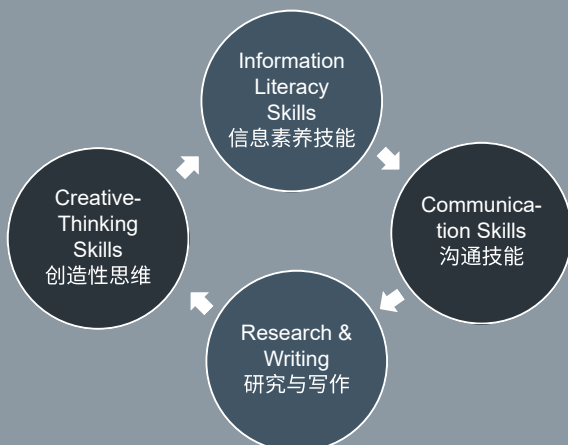 Information
Literacy
Skills
信息素养技能
Communica-
tion Skills
沟通技能
Research &
Writing
研究与写作
Creative-
Thinking
Skills
创造性思维